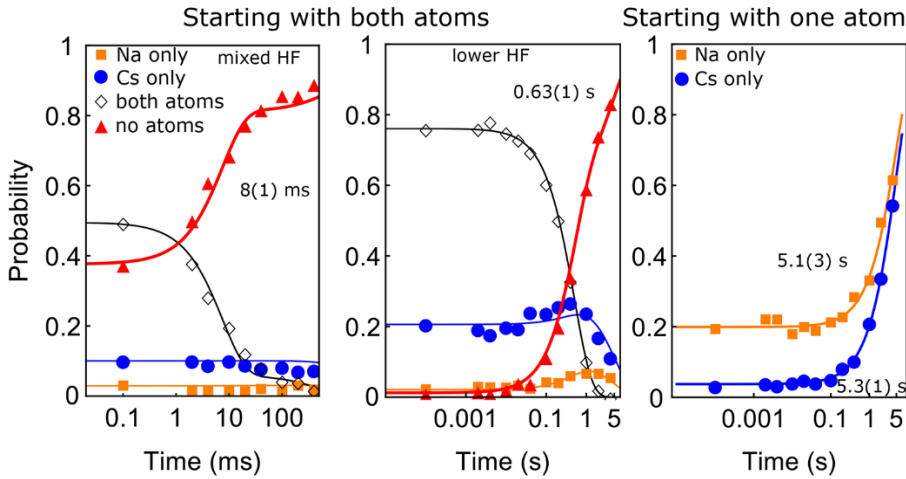 Starting with both atoms
Starting with one atom
Probability
1
0.8
0.6
0.4
0.2
0
Na only
Cs only
both atoms
no atoms
mixed HF
8(1) ms
0.1
1
10
100
Time (ms)
1
0.8
0.6
0.4
0.2
0
lower HF
0.63(1) s
0.001
0.1
1
5
Time (s)
1
0.8
0.6
0.4
0.2
0
Na only
Cs only
5.1(3) s
5.3(1) s
0.001
0.1
1
5
Time (s)